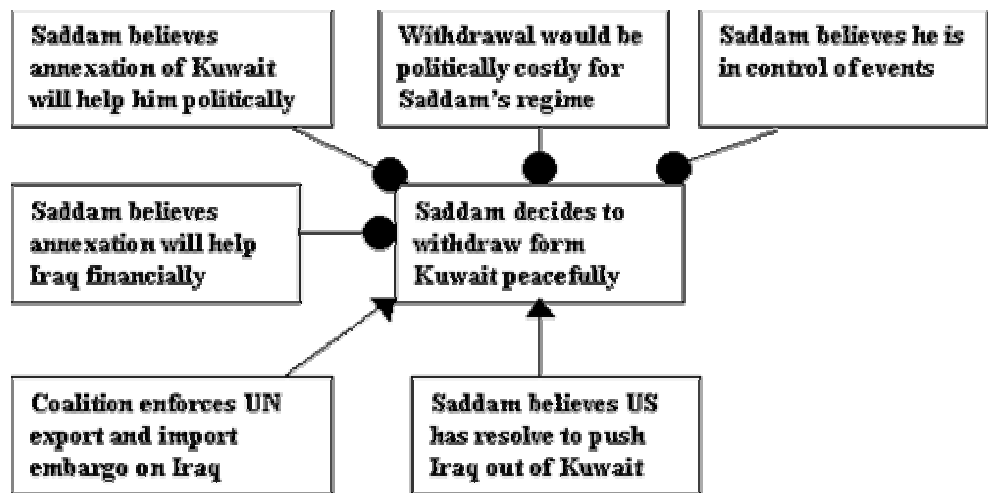 Saddam believes
annexation of Kuwait
will help him politically
Withdrawal would be
politically costly for
Saddam's regime
Saddam believes he is
in control of events
Saddam believes
annexation will help
Iraq financially
Saddam decides to
withdraw form
Kuwait peacefully
Coalition enforces UN
export and import
embargo on Iraq
Saddam believes US
has resolve to push
Iraq out of Kuwait